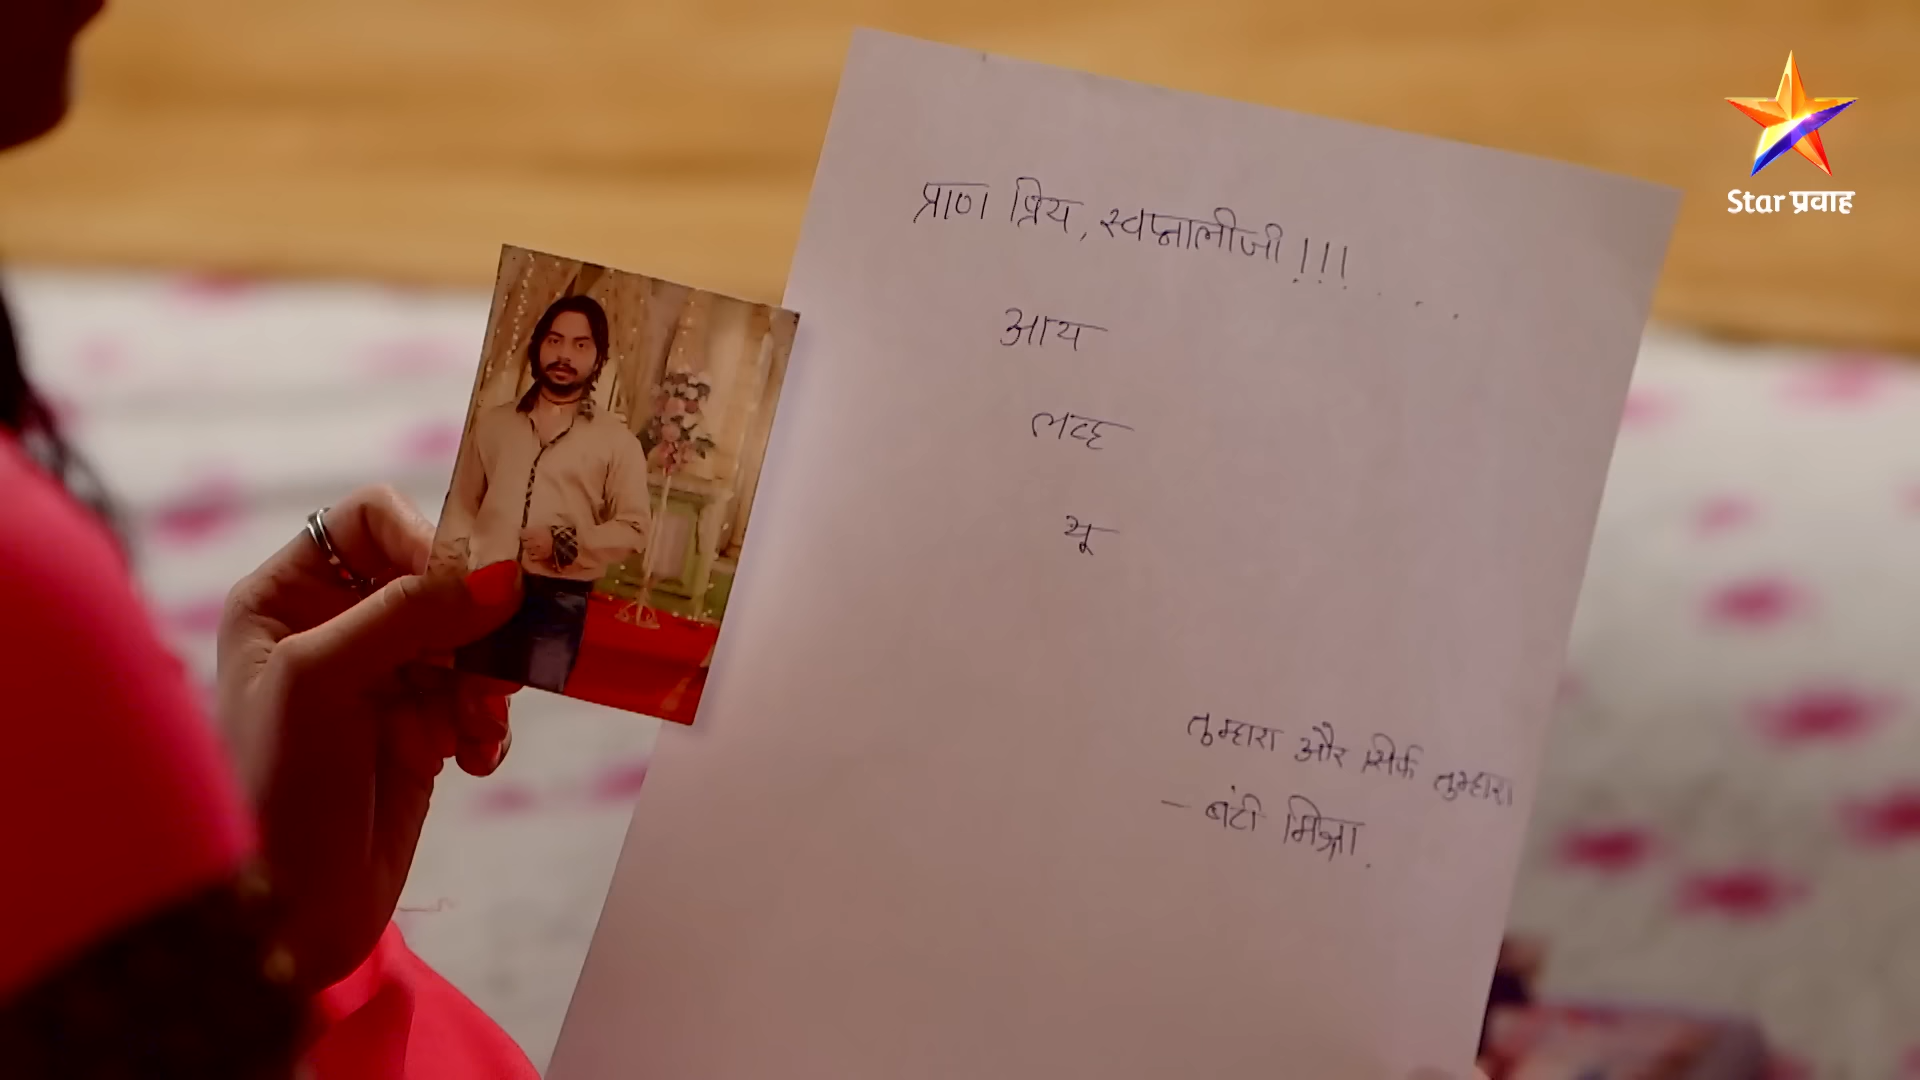 Star प्रवाह
प्राण प्रिय, स्वप्नालीजी !!! . . . .
आय
लव्ह
यू
तुम्हारा और सिर्फ तुम्हारा
- बंटी मिश्रा.